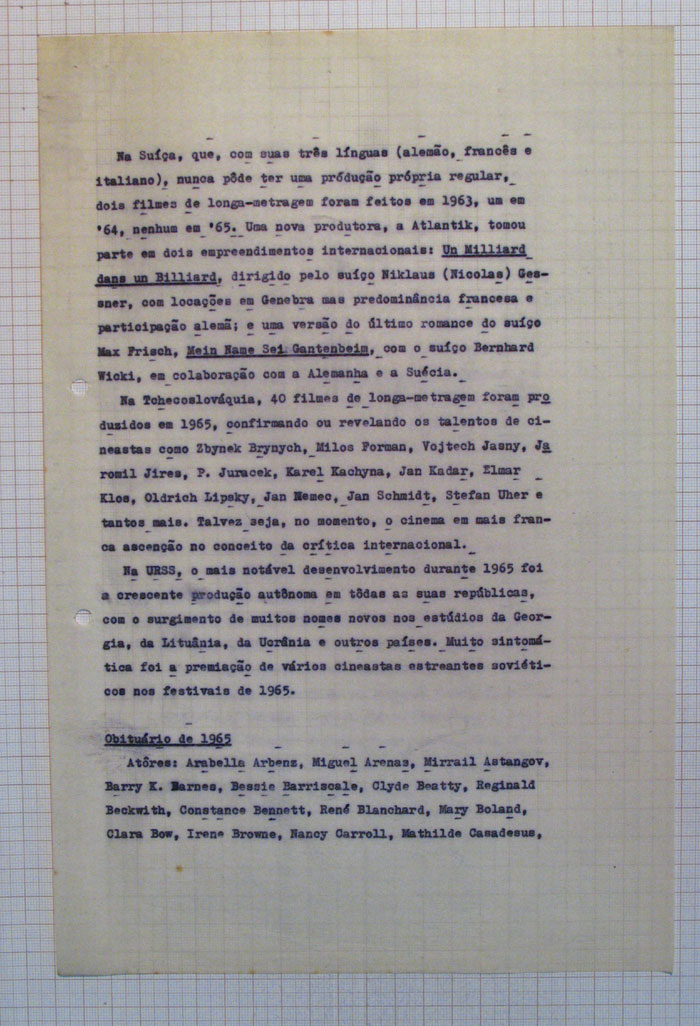 Na Suíça, que, com suas três línguas (alemão, francês e
italiano), nunca pôde ter uma pródução própria regular,
dois filmes de longa-metragem foram feitos em 1963, um em
'64, nenhum em '65. Uma nova produtora, a Atlantik, tomou
parte em dois empreendimentos internacionais: Un Milliard
dans un Billiard, dirigido pelo suíço Niklaus (Nicolas) Ges-
sner, com locações em Genebra mas predominância francesa e
participação alemã; e uma versão do último romance do suíço
Max Frisch, Mein Name Sei Gantenbeim, com o suíço Bernhard
Wicki, em colaboração com a Alemanha e a Suécia.
Na Tchecoslováquia, 40 filmes de longa-metragem foram pro
duzidos em 1965, confirmando ou revelando os talentos de ci-
neastas como Zbynek Brynych, Milos Forman, Vojtech Jasny, Ja
romil Jires, P. Juracek, Karel Kachyna, Jan Kadar, Elmar
Klos, Oldrich Lipsky, Jan Nemec, Jan Schmidt, Stefan Uher e
tantos mais. Talvez seja, no momento, o cinema em mais fran-
ca ascenção no conceito da crítica internacional.
Na URSS, o mais notável desenvolvimento durante 1965 foi
a crescente produção autônoma em tôdas as suas repúblicas,
com o surgimento de muitos nomes novos nos estúdios da Geor-
gia, da Lituânia, da Ucrânia e outros países. Muito sintomá-
tica foi a premiação de vários cineastas estreantes soviéti-
cos nos festivais de 1965.
Obituário de 1965
Atôres: Arabella Arbenz, Miguel Arenas, Mirrail Astangov,
Barry K. Barnes, Bessie Barriscale, Clyde Beatty, Reginald
Beckwith, Constance Bennett, René Blanchard, Mary Boland,
Clara Bow, Irene Browne, Nancy Carroll, Mathilde Casadesus,